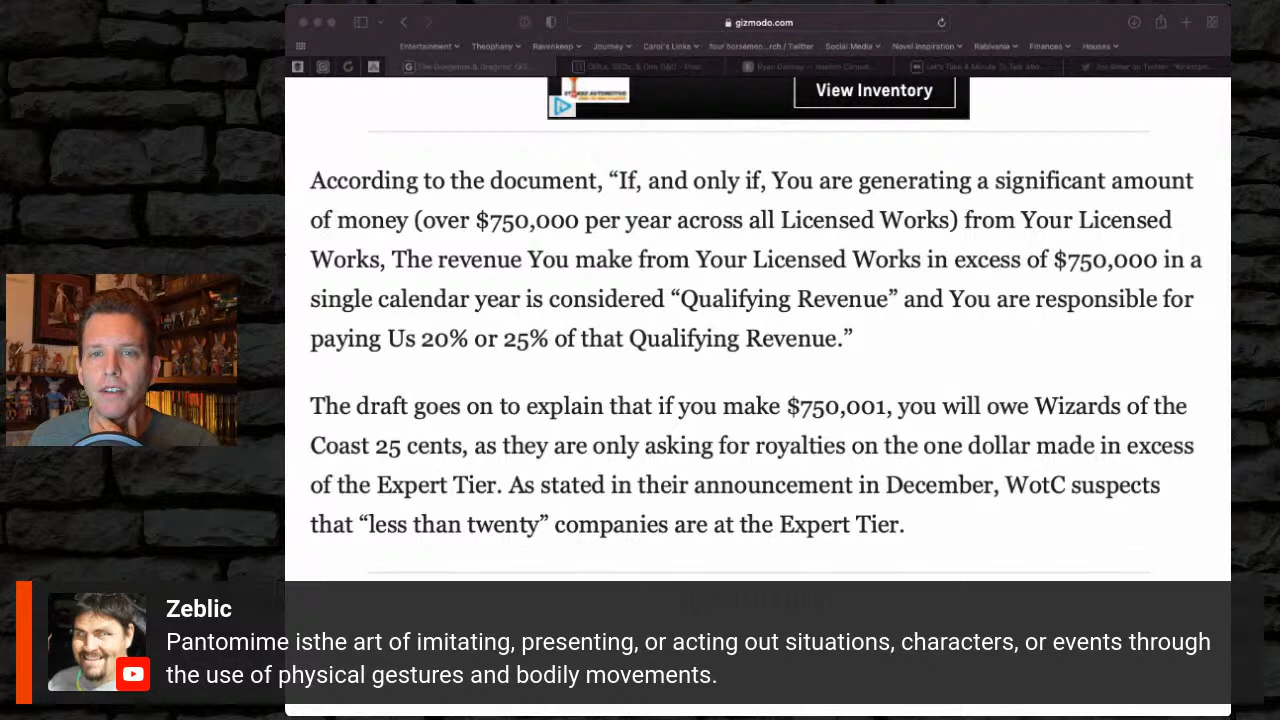 gizmodo.com
Entertainment Theophany Ravenkeep Journey Carol's Links four horsemen...rch / Twitter Social Media Novel Inspiration Rabivania Finances Houses
View Inventory
According to the document, “If, and only if, You are generating a significant amount
of money (over $750,000 per year across all Licensed Works) from Your Licensed
Works, The revenue You make from Your Licensed Works in excess of $750,000 in a
single calendar year is considered “Qualifying Revenue” and You are responsible for
paying Us 20% or 25% of that Qualifying Revenue.”
The draft goes on to explain that if you make $750,001, you will owe Wizards of the
Coast 25 cents, as they are only asking for royalties on the one dollar made in excess
of the Expert Tier. As stated in their announcement in December, WotC suspects
that “less than twenty” companies are at the Expert Tier.
Zeblic
Pantomime isthe art of imitating, presenting, or acting out situations, characters, or events through
the use of physical gestures and bodily movements.